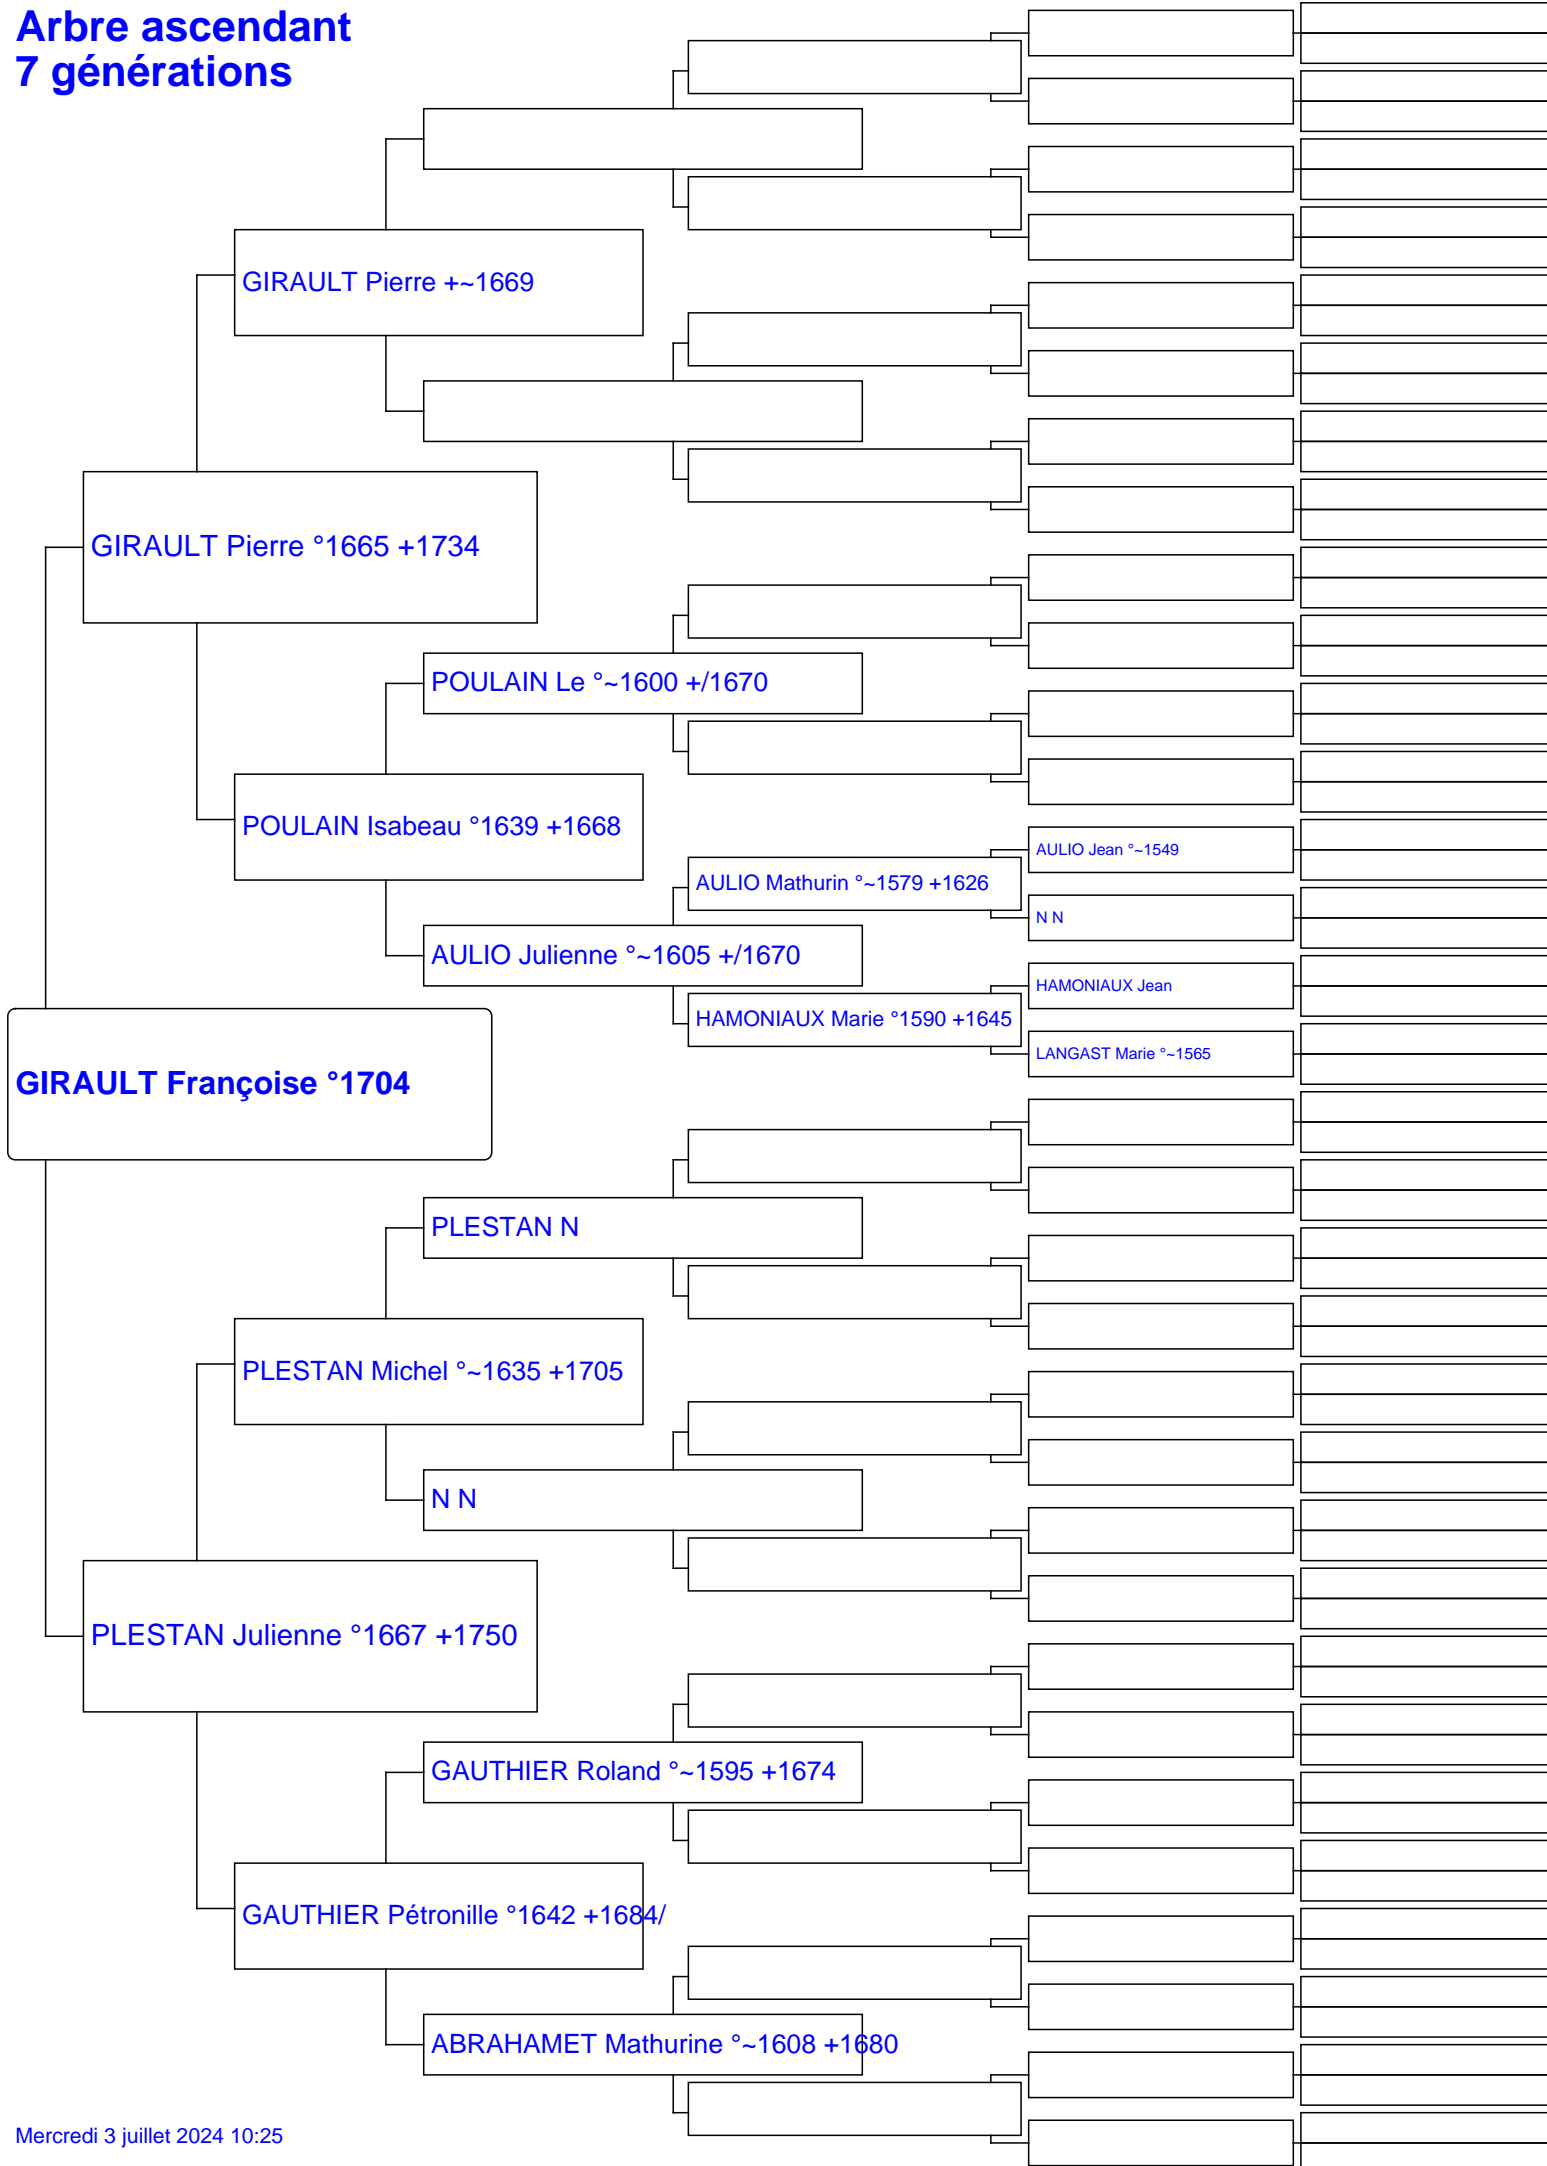 Arbre ascendant
7 générations
GIRAULT Pierre +~1669
GIRAULT Pierre °1665 +1734
POULAIN Le °~1600 +/1670
POULAIN Isabeau °1639 +1668
AULIO Jean °~1549
AULIO Mathurin °~1579 +1626
N N
AULIO Julienne °~1605 +/1670
HAMONIAUX Jean
HAMONIAUX Marie °1590 +1645
LANGAST Marie °~1565
GIRAULT Françoise °1704
PLESTAN N
PLESTAN Michel °~1635 +1705
N N
PLESTAN Julienne °1667 +1750
GAUTHIER Roland °~1595 +1674
GAUTHIER Pétronille °1642 +1684/
ABRAHAMET Mathurine °~1608 +1680
Mercredi 3 juillet 2024 10:25